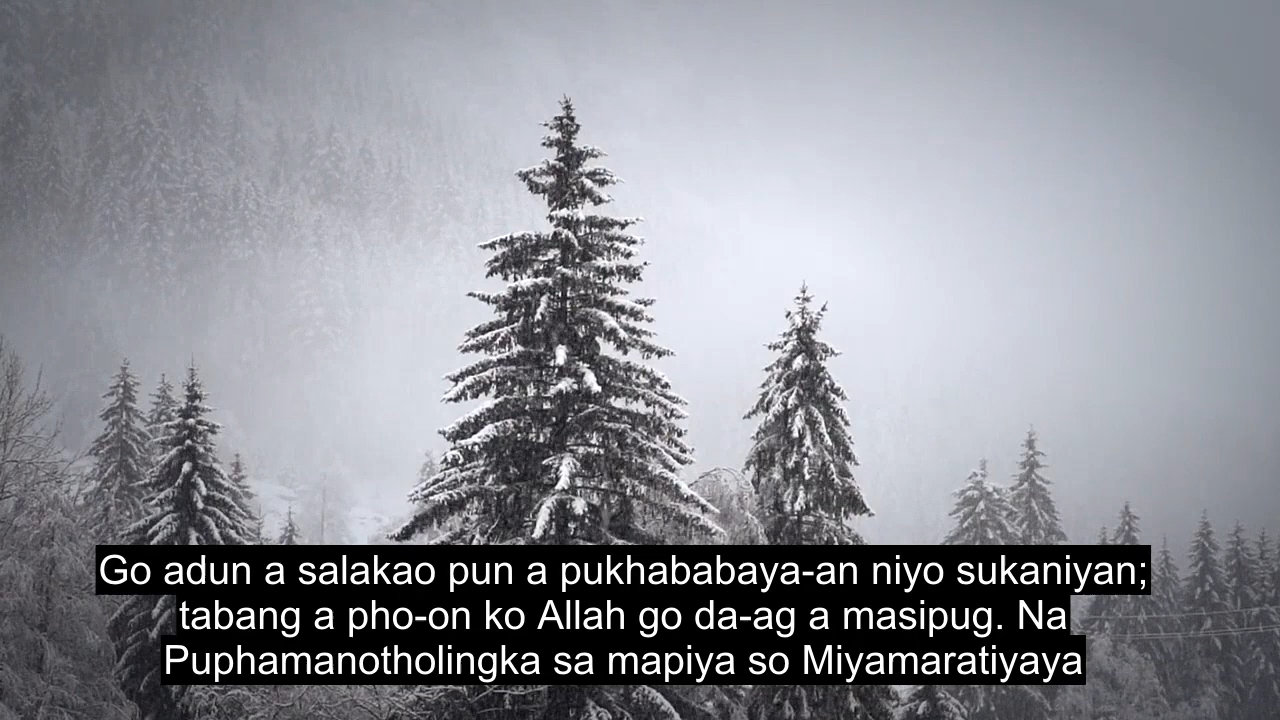 Go adun a salakao pun a pukhababaya-an niyo sukaniyan;
tabang a pho-on ko Allah go da-ag a masipug. Na
Puphamanotholingka sa mapiya so Miyamaratiyaya